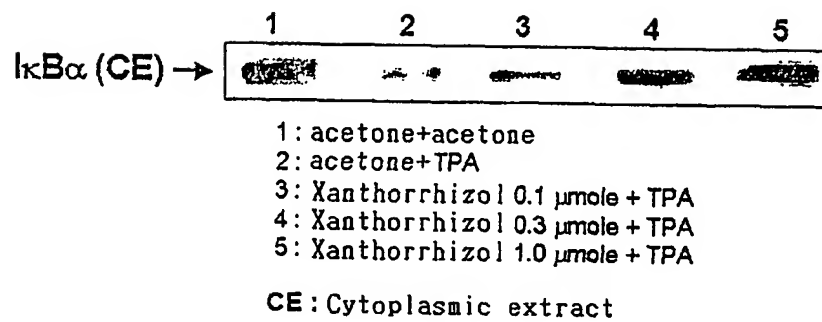 1 2 3 4 5
IκBα (CE) →
1: acetone+acetone
2: acetone+TPA
3: Xanthorrhizol 0.1 μmole + TPA
4: Xanthorrhizol 0.3 μmole + TPA
5: Xanthorrhizol 1.0 μmole + TPA
CE: Cytoplasmic extract